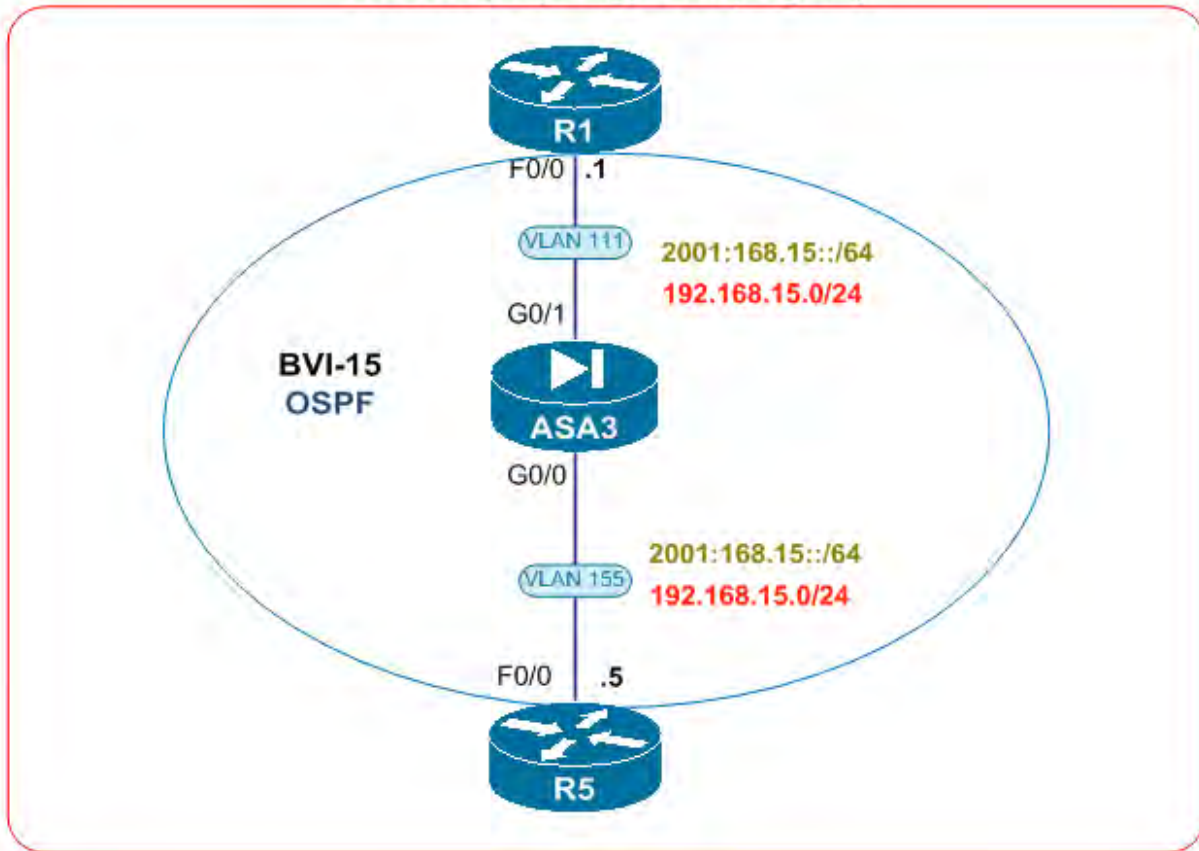 R1
F0/0 .1
VLAN 111
2001:168.15::/64
192.168.15.0/24
G0/1
BVI-15
OSPF
ASA3
G0/0
2001:168.15::/64
VLAN 155
192.168.15.0/24
F0/0 .5
R5